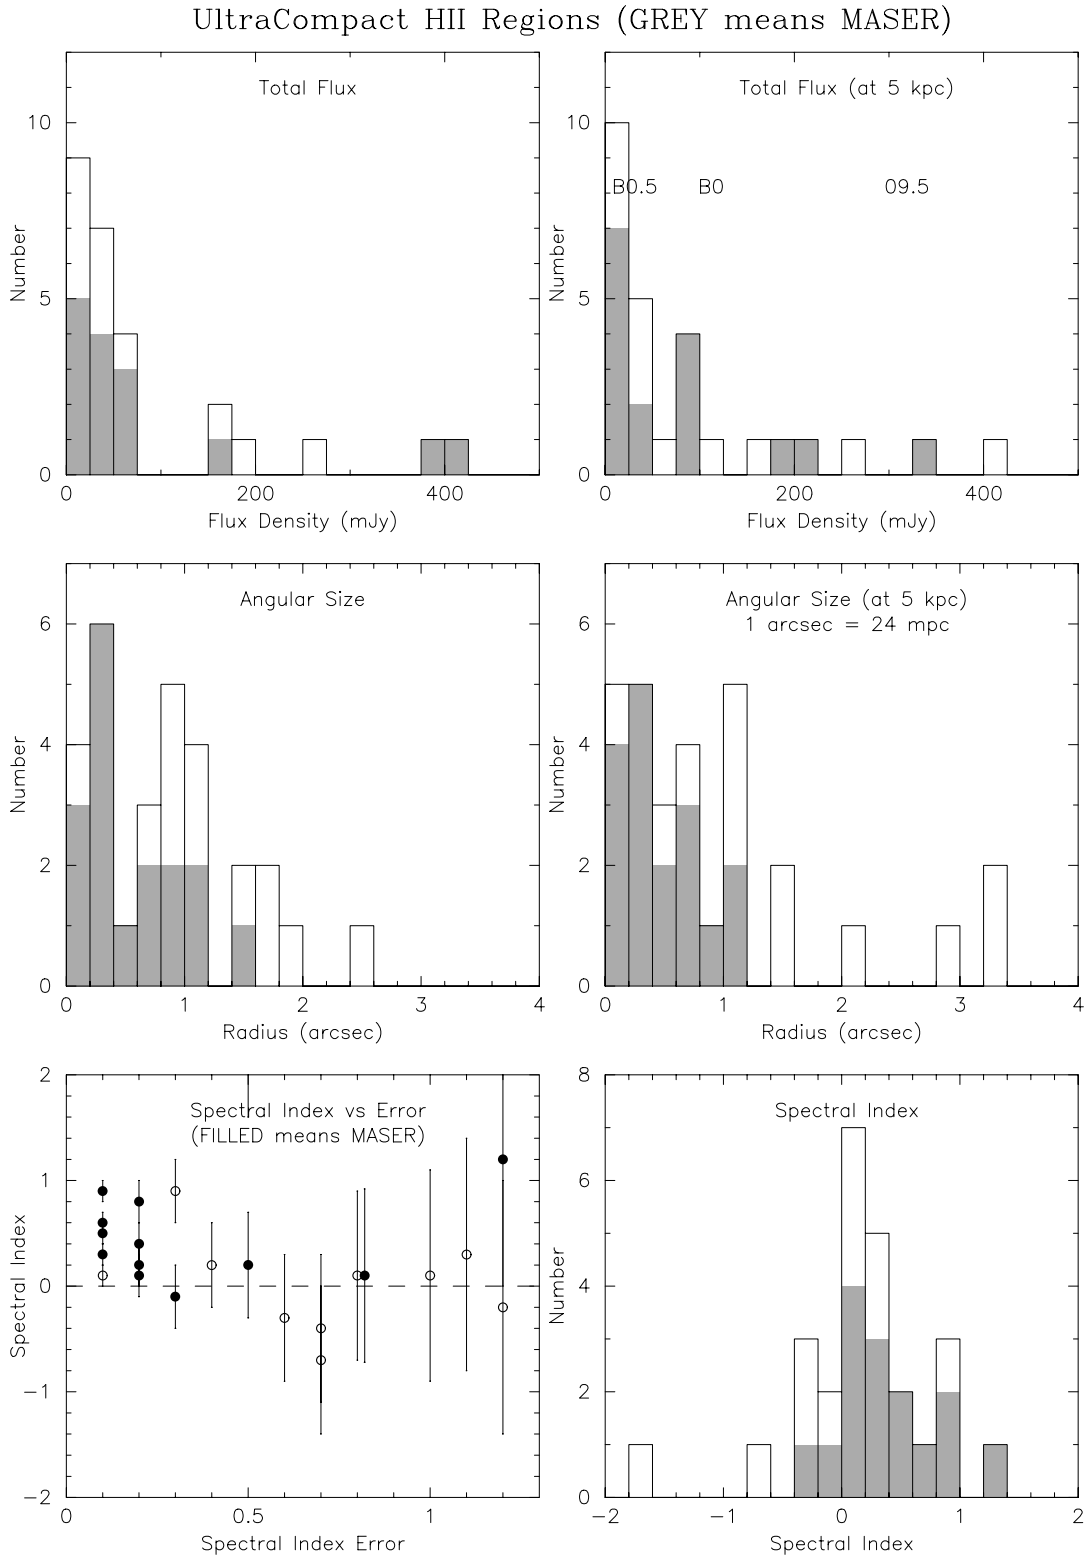 UltraCompact HII Regions (GREY means MASER)
Total Flux
10
5
0
Number
0 200 400
Flux Density (mJy)
Total Flux (at 5 kpc)
B0.5 B0 09.5
10
5
0
Number
0 200 400
Flux Density (mJy)
Angular Size
6
4
2
0
Number
0 1 2 3 4
Radius (arcsec)
Angular Size (at 5 kpc)
1 arcsec = 24 mpc
6
4
2
0
Number
0 1 2 3 4
Radius (arcsec)
Spectral Index vs Error
(FILLED means MASER)
2
1
0
−1
−2
Spectral Index
0 0.5 1
Spectral Index Error
Spectral Index
8
6
4
2
0
Number
−2 −1 0 1 2
Spectral Index